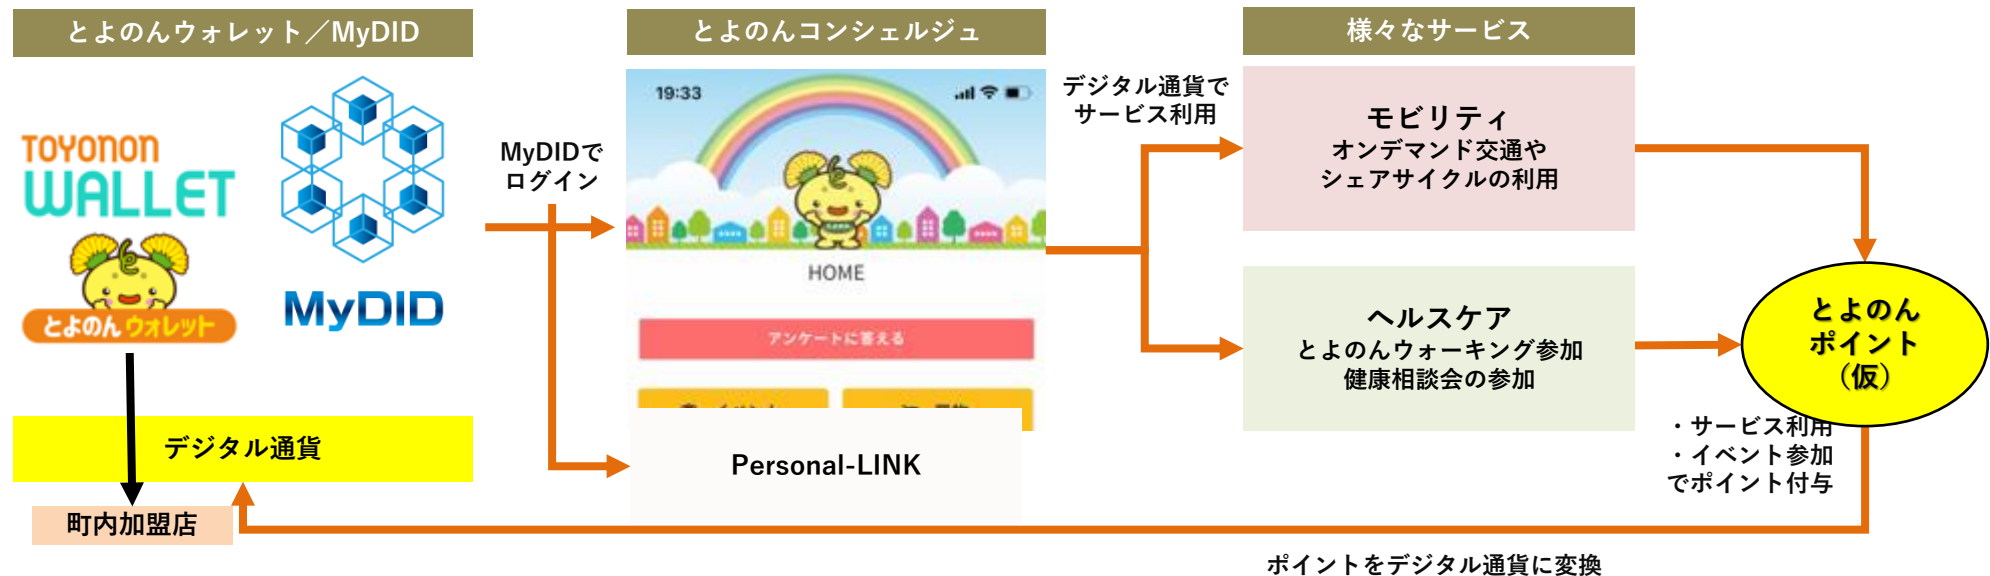 とよのんウォレット／MyDID
TOYONON
WALLET
とよのんウォレット
MyDID
デジタル通貨
町内加盟店
MyDIDで
ログイン
とよのんコンシェルジュ
19:33
HOME
アンケートに答える
Personal-LINK
デジタル通貨で
サービス利用
様々なサービス
モビリティ
オンデマンド交通や
シェアサイクルの利用
ヘルスケア
とよのんウォーキング参加
健康相談会の参加
とよのん
ポイント
（仮）
・サービス利用
・イベント参加
でポイント付与
ポイントをデジタル通貨に変換